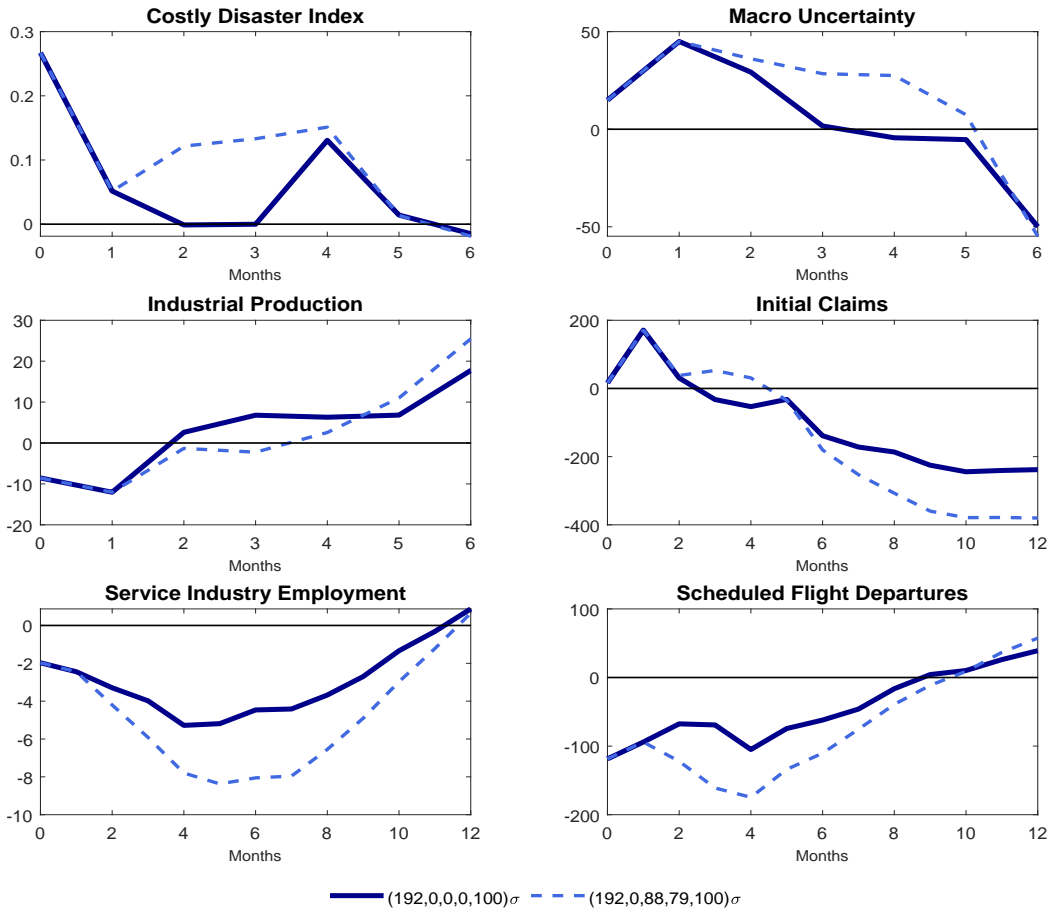 Costly Disaster Index
0.3
0.2
0.1
0
0 1 2 3 4 5 6
Months
Macro Uncertainty
50
0
-50
0 1 2 3 4 5 6
Months
Industrial Production
30
20
10
0
-10
-20
0 1 2 3 4 5 6
Months
Initial Claims
200
0
-200
-400
0 2 4 6 8 10 12
Months
Service Industry Employment
0
-2
-4
-6
-8
-10
0 2 4 6 8 10 12
Months
Scheduled Flight Departures
100
0
-100
-200
0 2 4 6 8 10 12
Months
(192,0,0,0,100)σ (192,0,88,79,100)σ